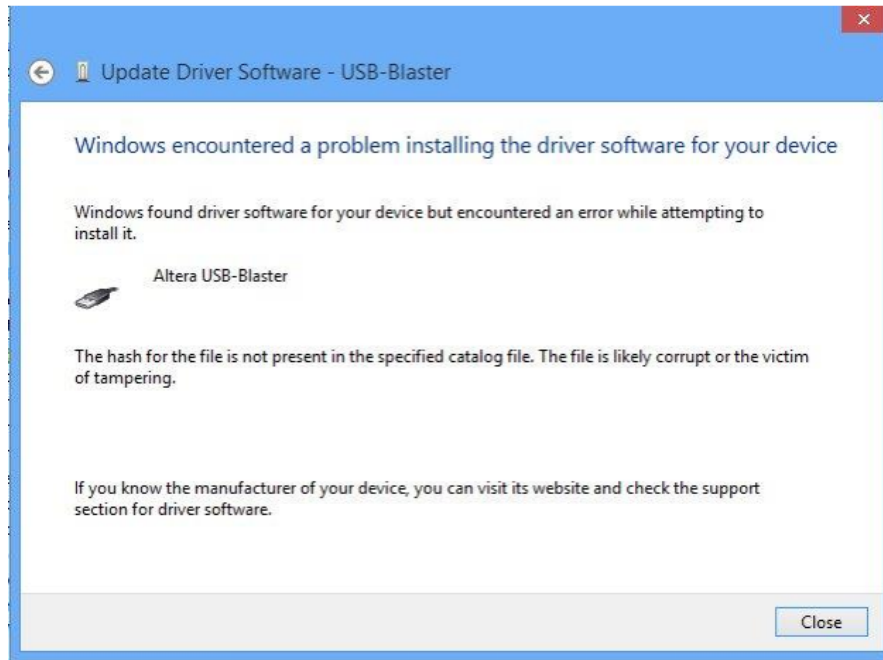 Update Driver Software - USB-Blaster
Windows encountered a problem installing the driver software for your device
Windows found driver software for your device but encountered an error while attempting to
install it.
Altera USB-Blaster
The hash for the file is not present in the specified catalog file. The file is likely corrupt or the victim
of tampering.
If you know the manufacturer of your device, you can visit its website and check the support
section for driver software.
Close